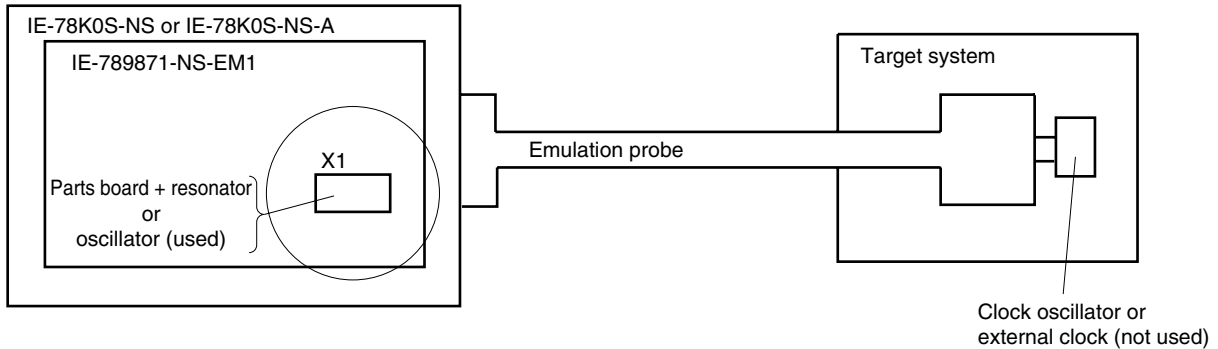 IE-78K0S-NS or IE-78K0S-NS-A
IE-789871-NS-EM1
X1
Parts board + resonator
or
oscillator (used)
Emulation probe
Target system
Clock oscillator or
external clock (not used)